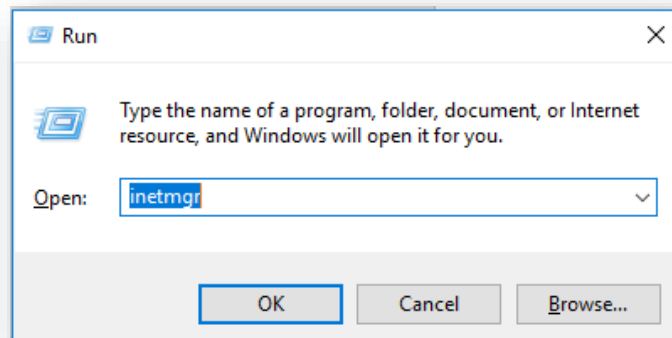 Run
Type the name of a program, folder, document, or Internet
resource, and Windows will open it for you.
Open: inetmgr
OK Cancel Browse...